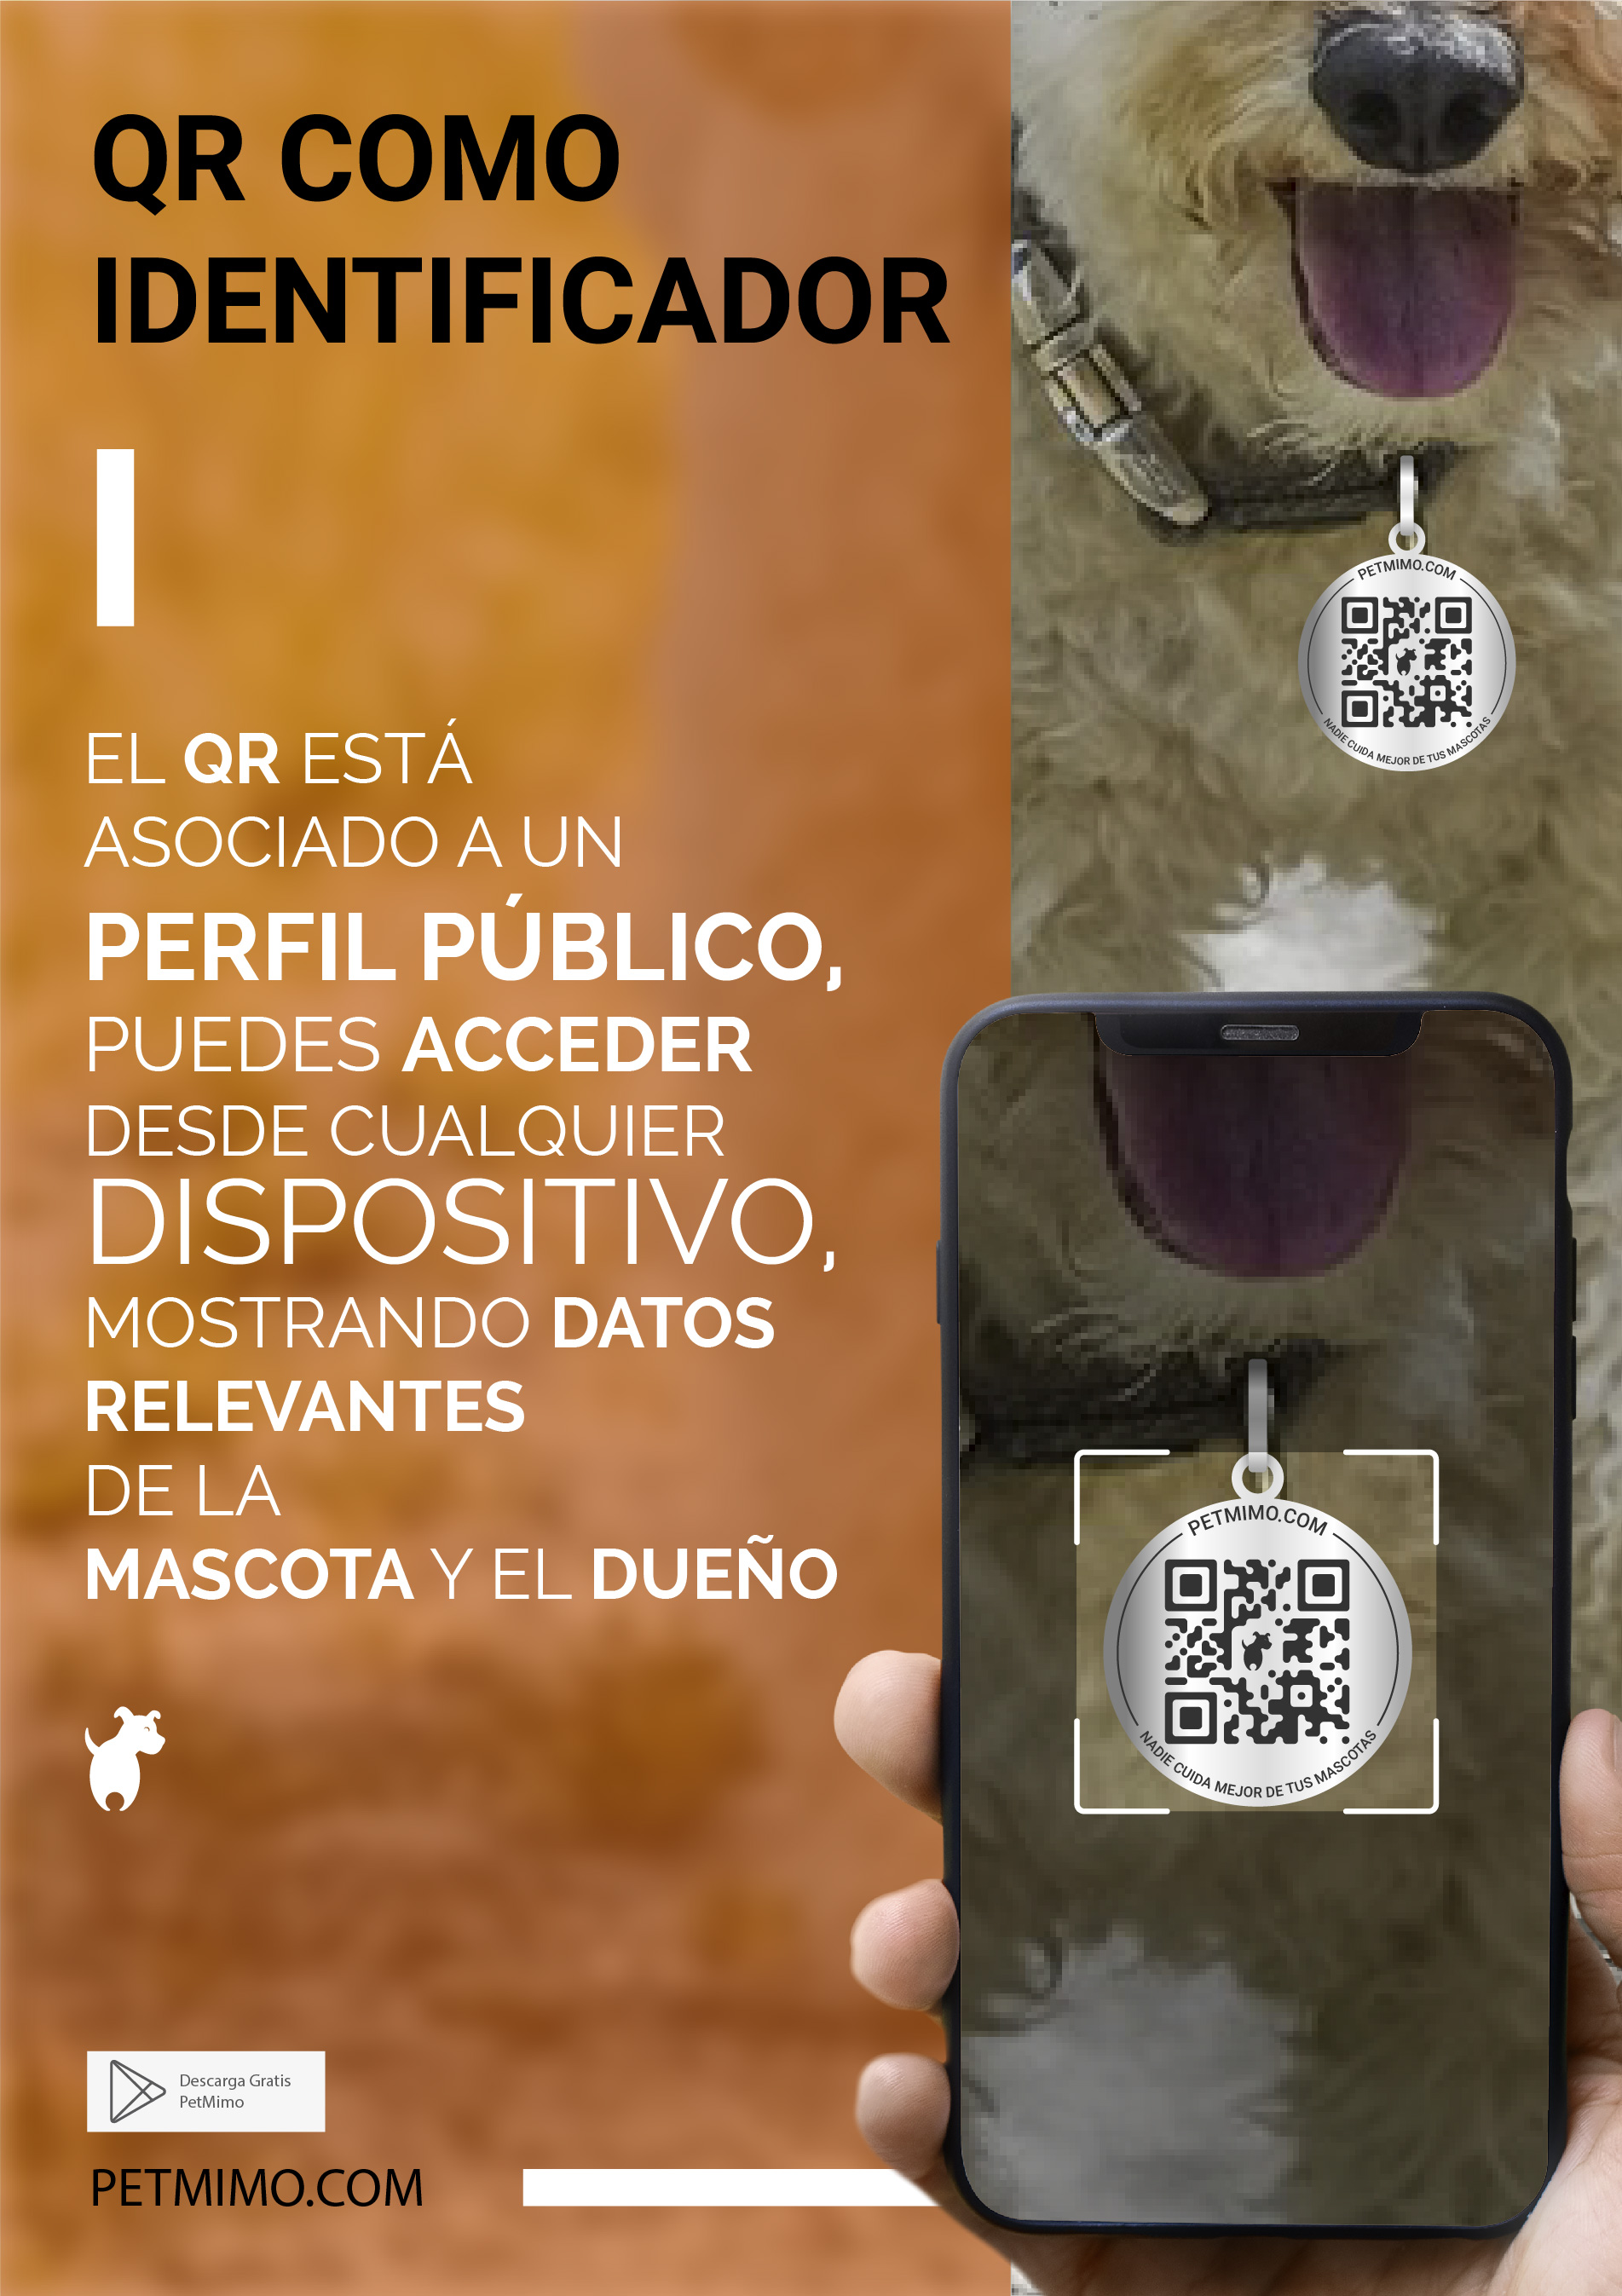 QR COMO
IDENTIFICADOR
EL QR ESTÁ
ASOCIADO A UN
PERFIL PÚBLICO,
PUEDES ACCEDER
DESDE CUALQUIER
DISPOSITIVO,
MOSTRANDO DATOS
RELEVANTES
DE LA
MASCOTA Y EL DUEÑO
Descarga Gratis
PetMimo
PETMIMO.COM
PETMIMO.COM
NADIE CUIDA MEJOR DE TUS MASCOTAS
PETMIMO.COM
NADIE CUIDA MEJOR DE TUS MASCOTAS